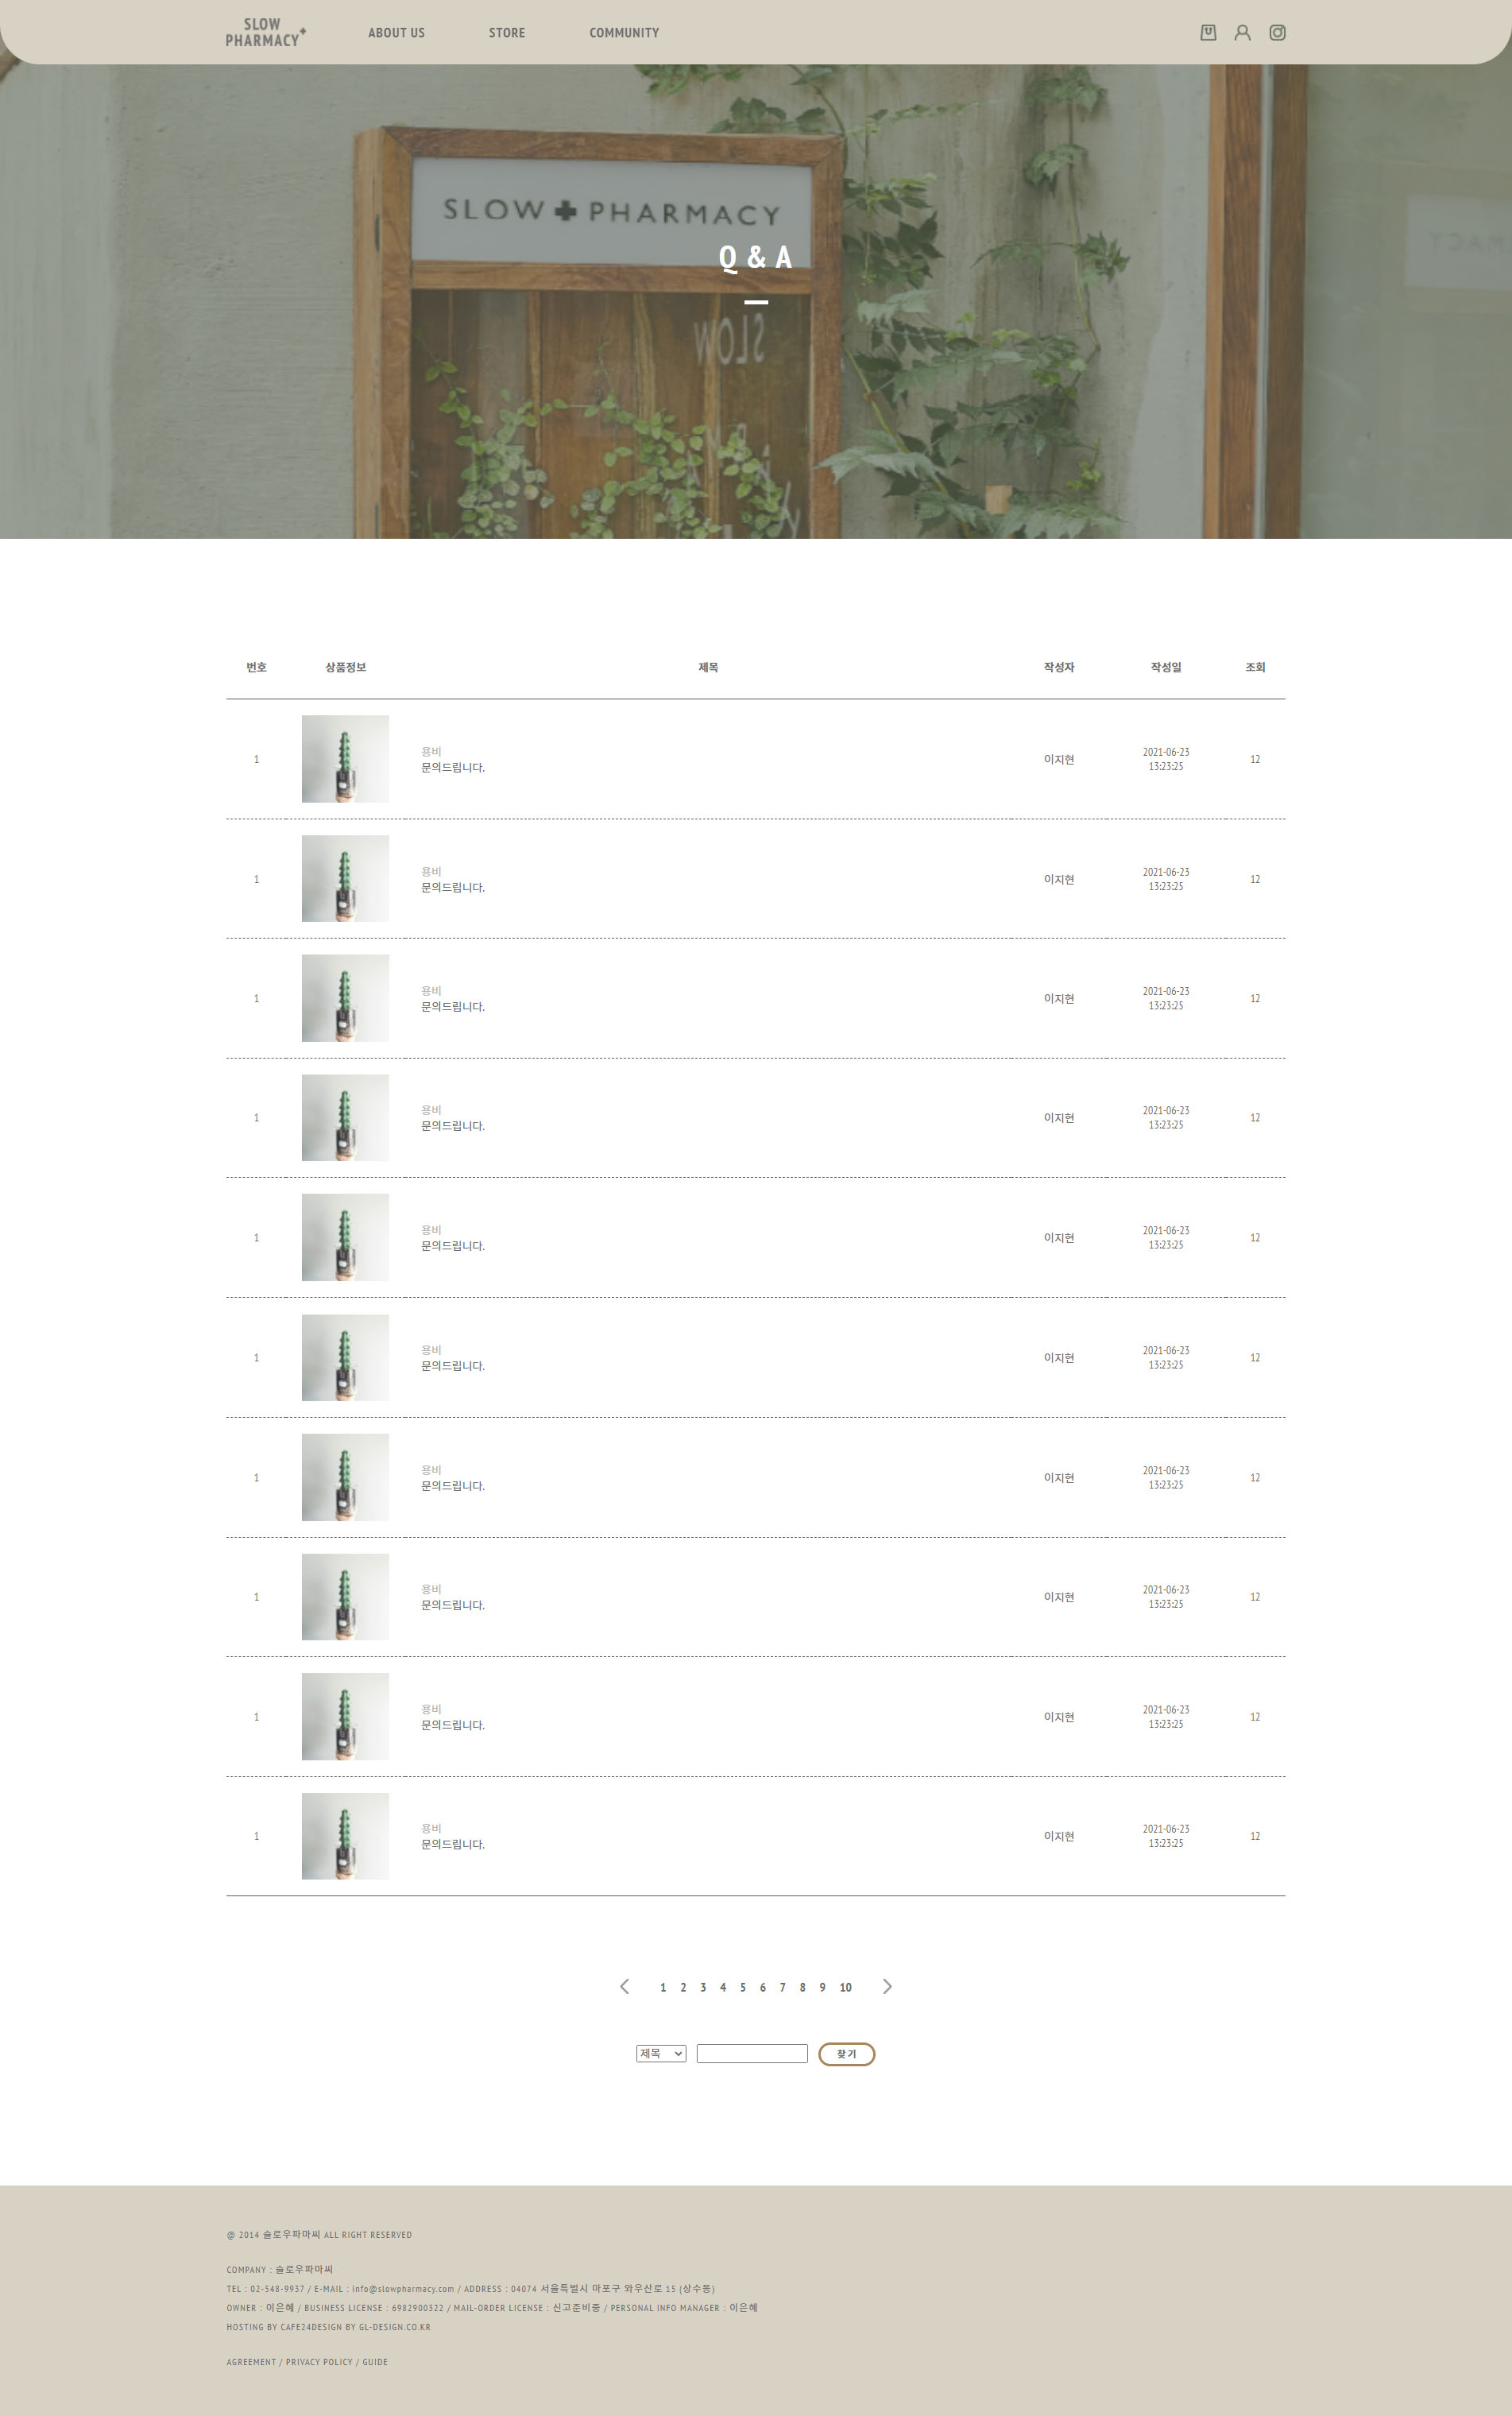 SLOW
PHARMACY
ABOUT US
STORE
COMMUNITY
SLOW PHARMACY
Q & A
SLOW
번호 상품정보 제목 작성자 작성일 조회
용비
2021-06-23
1 문의드립니다. 이지현 13:23:25 12
용비
2021-06-23
1 문의드립니다. 이지현 13:23:25 12
용비
2021-06-23
1 문의드립니다. 이지현 13:23:25 12
용비
2021-06-23
1 문의드립니다. 이지현 13:23:25 12
용비
2021-06-23
1 문의드립니다. 이지현 13:23:25 12
용비
2021-06-23
1 문의드립니다. 이지현 13:23:25 12
용비
2021-06-23
1 문의드립니다. 이지현 13:23:25 12
용비
2021-06-23
1 문의드립니다. 이지현 13:23:25 12
용비
2021-06-23
1 문의드립니다. 이지현 13:23:25 12
용비
2021-06-23
1 문의드립니다. 이지현 13:23:25 12
1 2 3 4 5 6 7 8 9 10
제목 찾기
@ 2014 슬로우파마씨 ALL RIGHT RESERVED
COMPANY : 슬로우파마씨
TEL : 02-548-9937 / E-MAIL : info@slowpharmacy.com / ADDRESS : 04074 서울특별시 마포구 와우산로 15 (상수동)
OWNER : 이은혜 / BUSINESS LICENSE : 6982900322 / MAIL-ORDER LICENSE : 신고준비중 / PERSONAL INFO MANAGER : 이은혜
HOSTING BY CAFE24DESIGN BY GL-DESIGN.CO.KR
AGREEMENT / PRIVACY POLICY / GUIDE